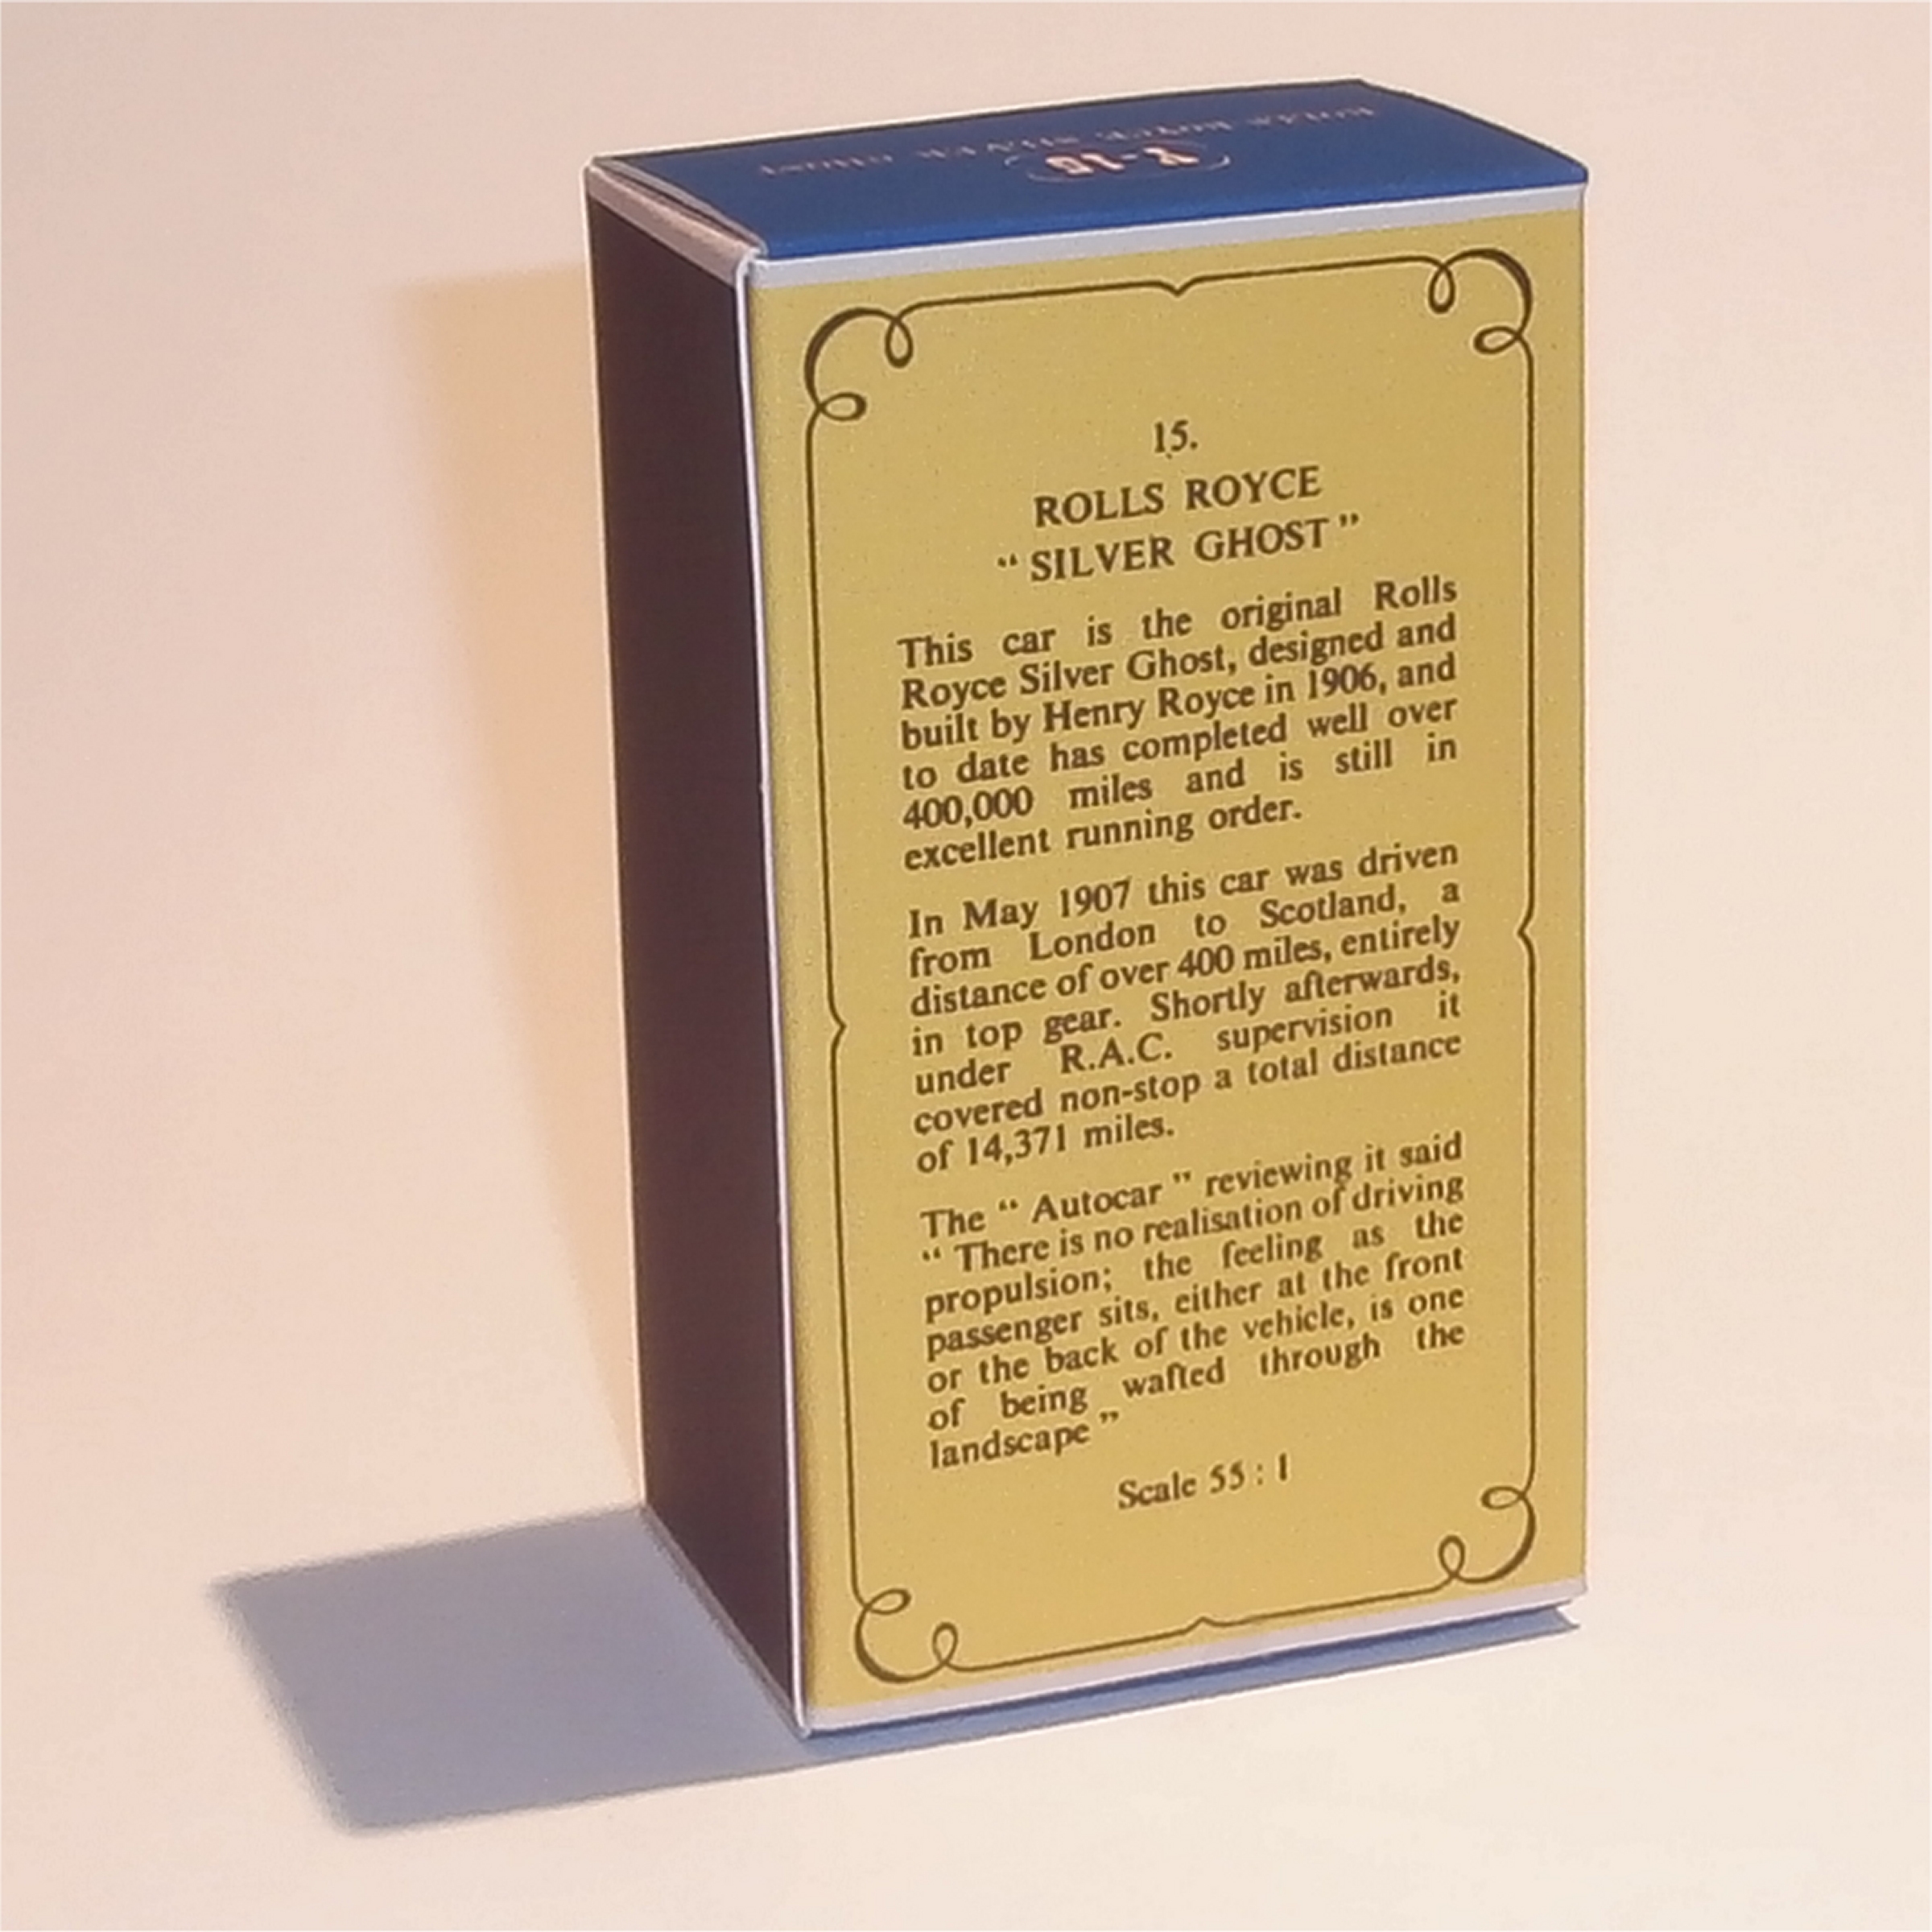 ROLLS ROYCE SILVER GHOST
Y-15
15.
ROLLS ROYCE
“ SILVER GHOST ”
This car is the original Rolls
Royce Silver Ghost, designed and
built by Henry Royce in 1906, and
to date has completed well over
400,000 miles and is still in
excellent running order.
In May 1907 this car was driven
from London to Scotland, a
distance of over 400 miles, entirely
in top gear. Shortly afterwards,
under R.A.C. supervision it
covered non-stop a total distance
of 14,371 miles.
The “ Autocar ” reviewing it said
“ There is no realisation of driving
propulsion; the feeling as the
passenger sits, either at the front
or the back of the vehicle, is one
of being wafted through the
landscape ”
Scale 55 : 1